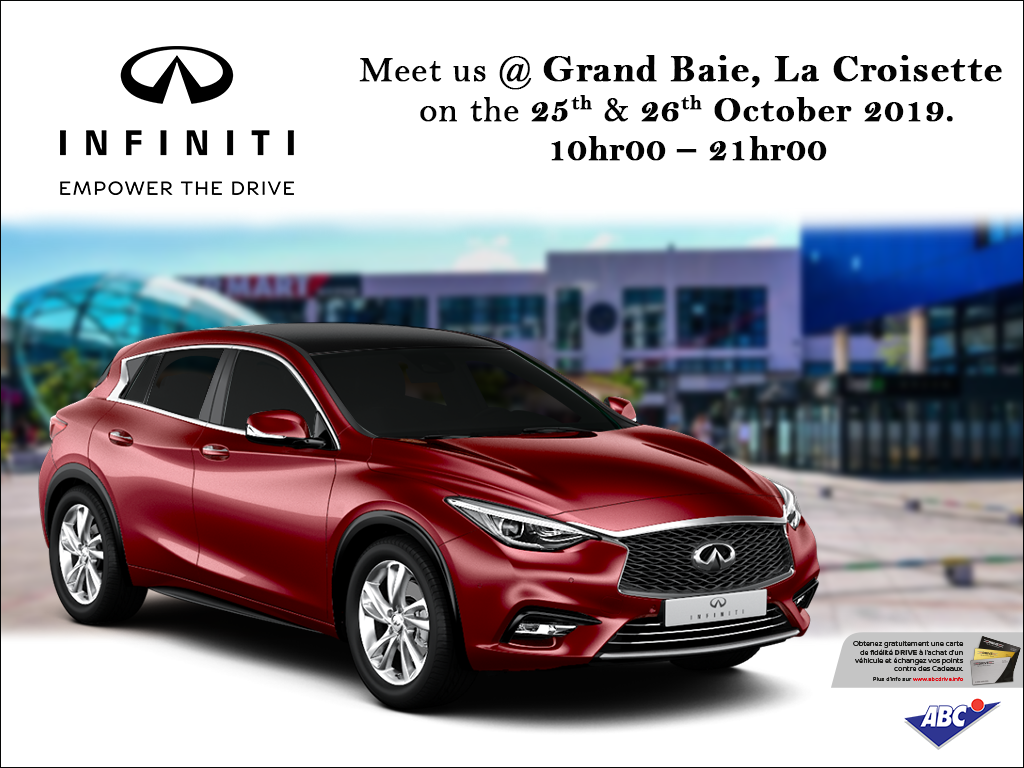 Meet us @ Grand Baie, La Croisette
on the 25th & 26th October 2019.
10hr00 – 21hr00
INFINITI
EMPOWER THE DRIVE
MART
INFINITI
Obtenez gratuitement une carte
de fidélité DRIVE à l'achat d'un
véhicule et échangez vos points
contre des Cadeaux.
Plus d'info sur www.abcdrive.info
ABC